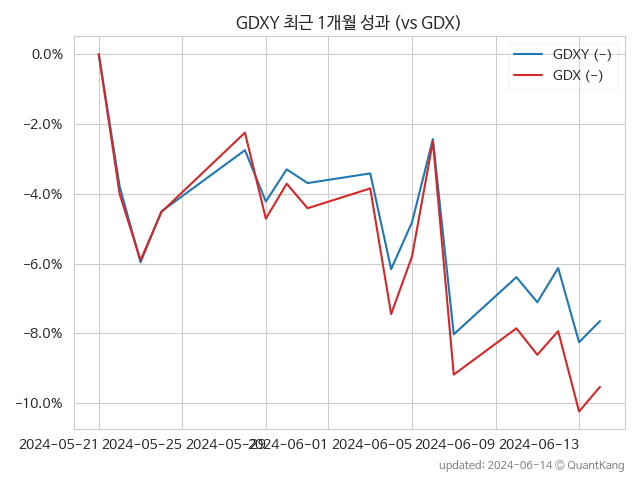 GDXY 최근 1개월 성과 (vs GDX)
GDXY (-)
GDX (-)
0.0%
−2.0%
−4.0%
−6.0%
−8.0%
−10.0%
2024-05-21 2024-05-25 2024-05-29 2024-06-01 2024-06-05 2024-06-09 2024-06-13
updated: 2024-06-14 © QuantKang